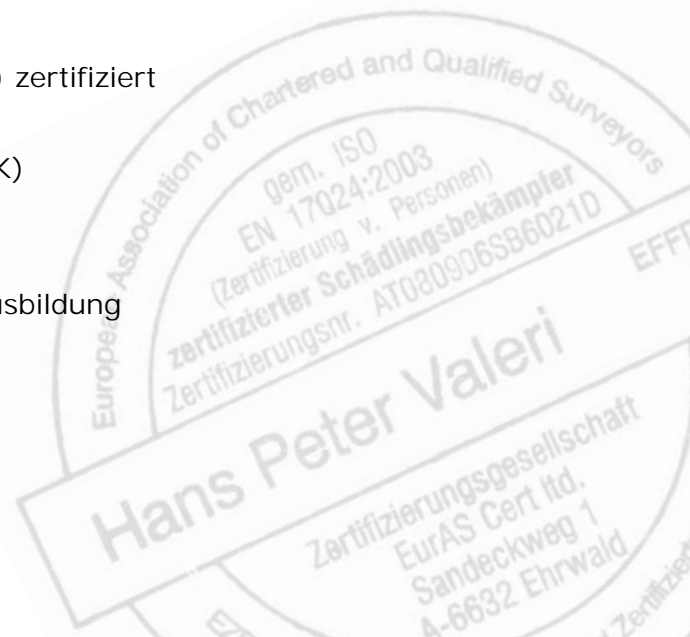 ) zertifiziert
K)
usbildung
European Association of Chartered and Qualified Surveyors
gem. ISO
EN 17024:2003
(Zertifizierung v. Personen)
zertifizierter Schädlingsbekämpfer
Zertifizierungsnr. AT080906SB6021D
Hans Peter Valeri
Zertifizierungsgesellschaft
EurAS Cert ltd.
Sandeckweg 1
A-6632 Ehrwald